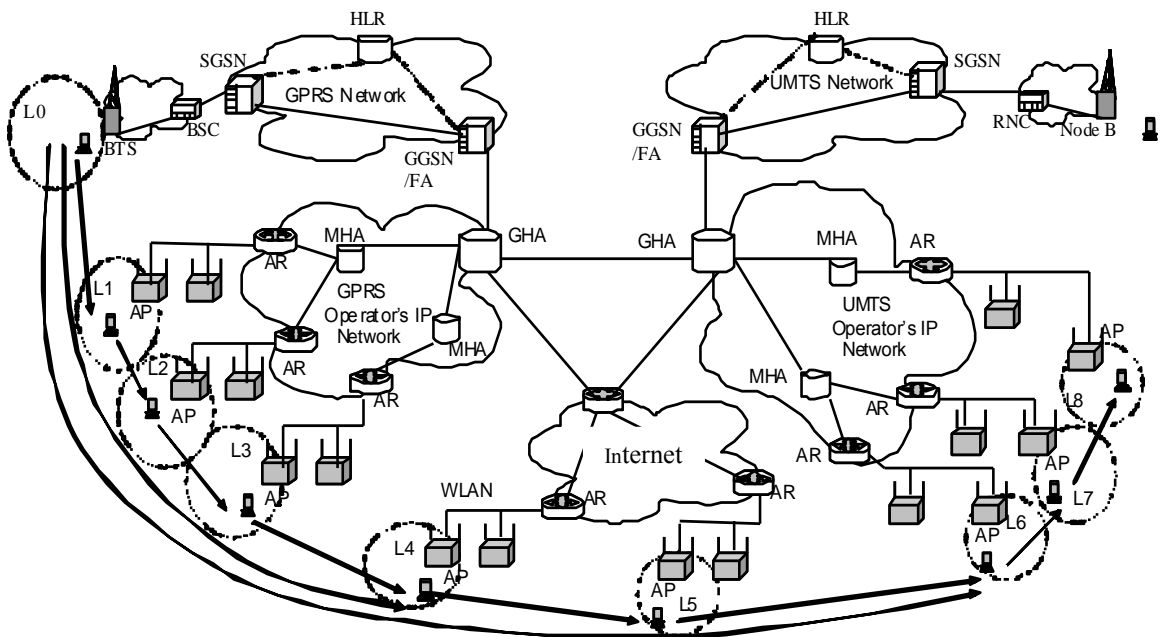 HLR
HLR
SGSN
SGSN
GPRS Network
UMTS Network
L0
BSC
RNC
Node B
BTS
GGSN
/FA
GGSN
/FA
MHA
GHA
GHA
MHA
AR
AR
L1
AP
GPRS
Operator's IP
Network
UMTS
Operator's IP
Network
MHA
AR
AP
L2
AP
MHA
AR
AR
L8
L3
AP
Internet
AR
AP
WLAN
AR
AR
L7
L4
AP
AP
L6
AP
L5